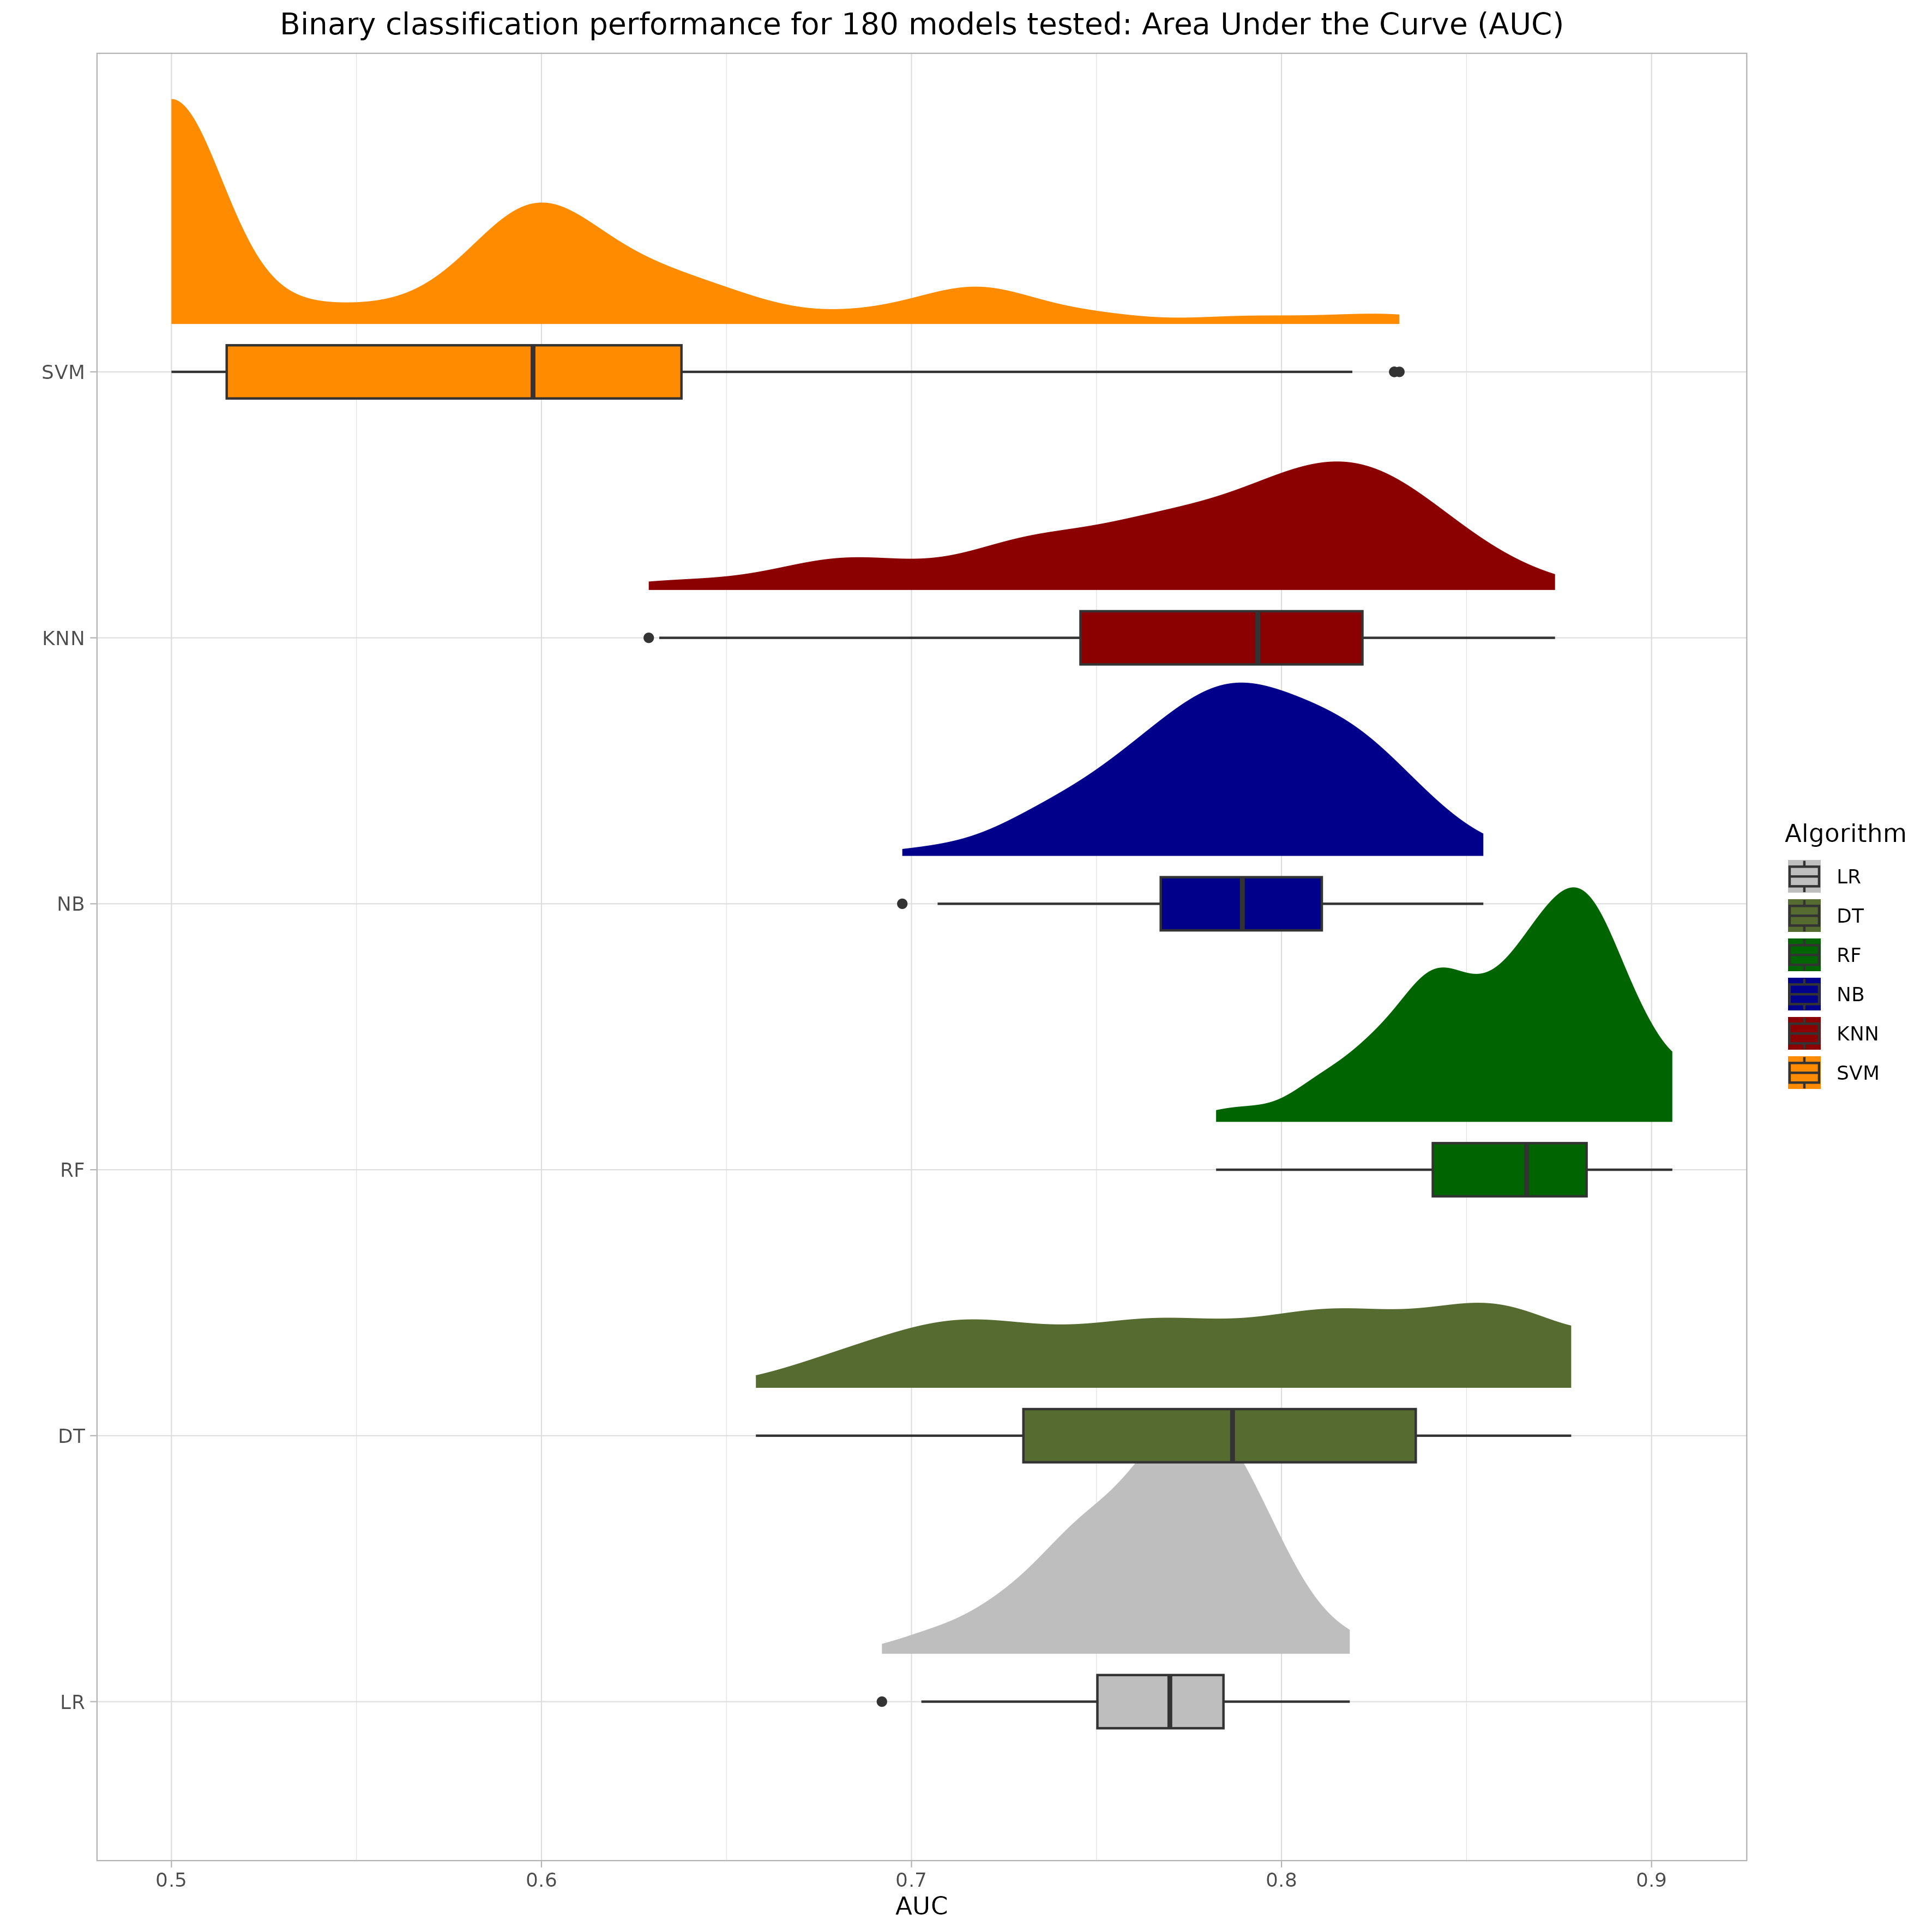 Binary classification performance for 180 models tested: Area Under the Curve (AUC)
SVM
KNN
NB
RF
DT
LR
0.5 0.6 0.7 0.8 0.9
AUC
Algorithm
LR
DT
RF
NB
KNN
SVM